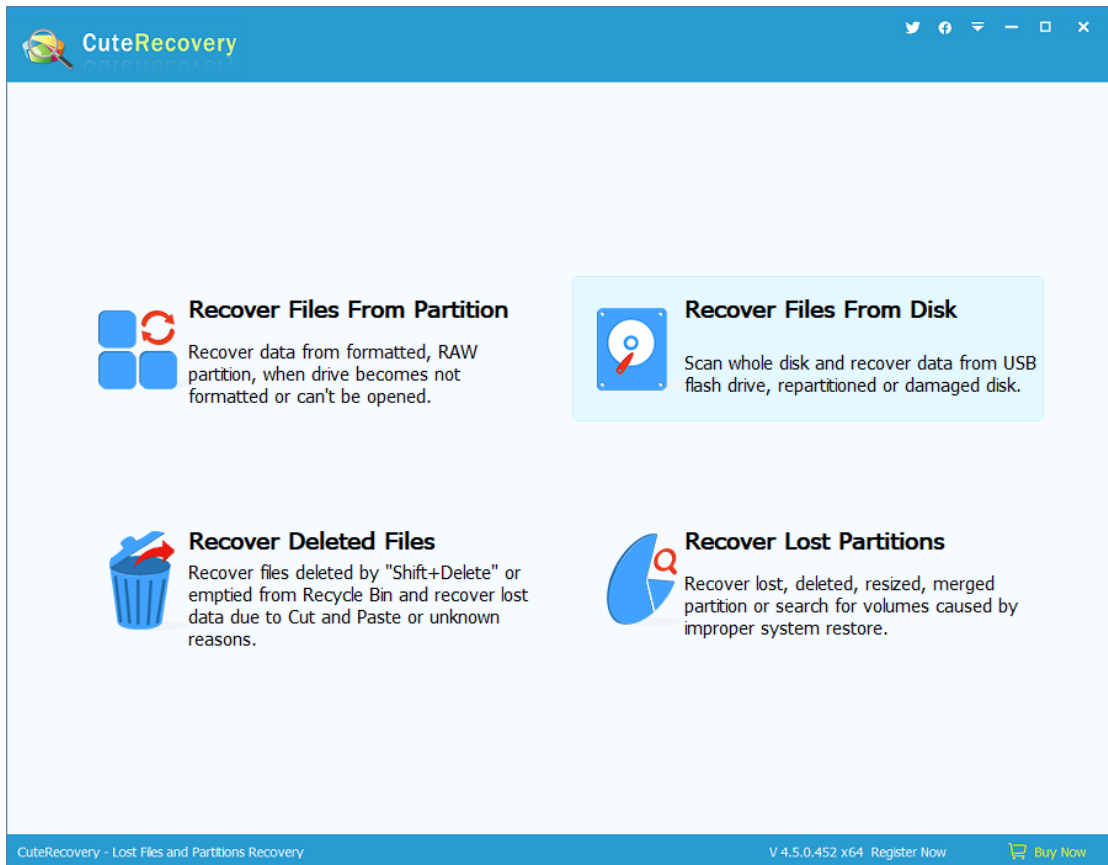 CuteRecovery
Recover Files From Partition
Recover data from formatted, RAW
partition, when drive becomes not
formatted or can't be opened.
Recover Files From Disk
Scan whole disk and recover data from USB
flash drive, repartitioned or damaged disk.
Recover Deleted Files
Recover files deleted by "Shift+Delete" or
emptied from Recycle Bin and recover lost
data due to Cut and Paste or unknown
reasons.
Recover Lost Partitions
Recover lost, deleted, resized, merged
partition or search for volumes caused by
improper system restore.
CuteRecovery - Lost Files and Partitions Recovery
V 4.5.0.452 x64 Register Now
Buy Now